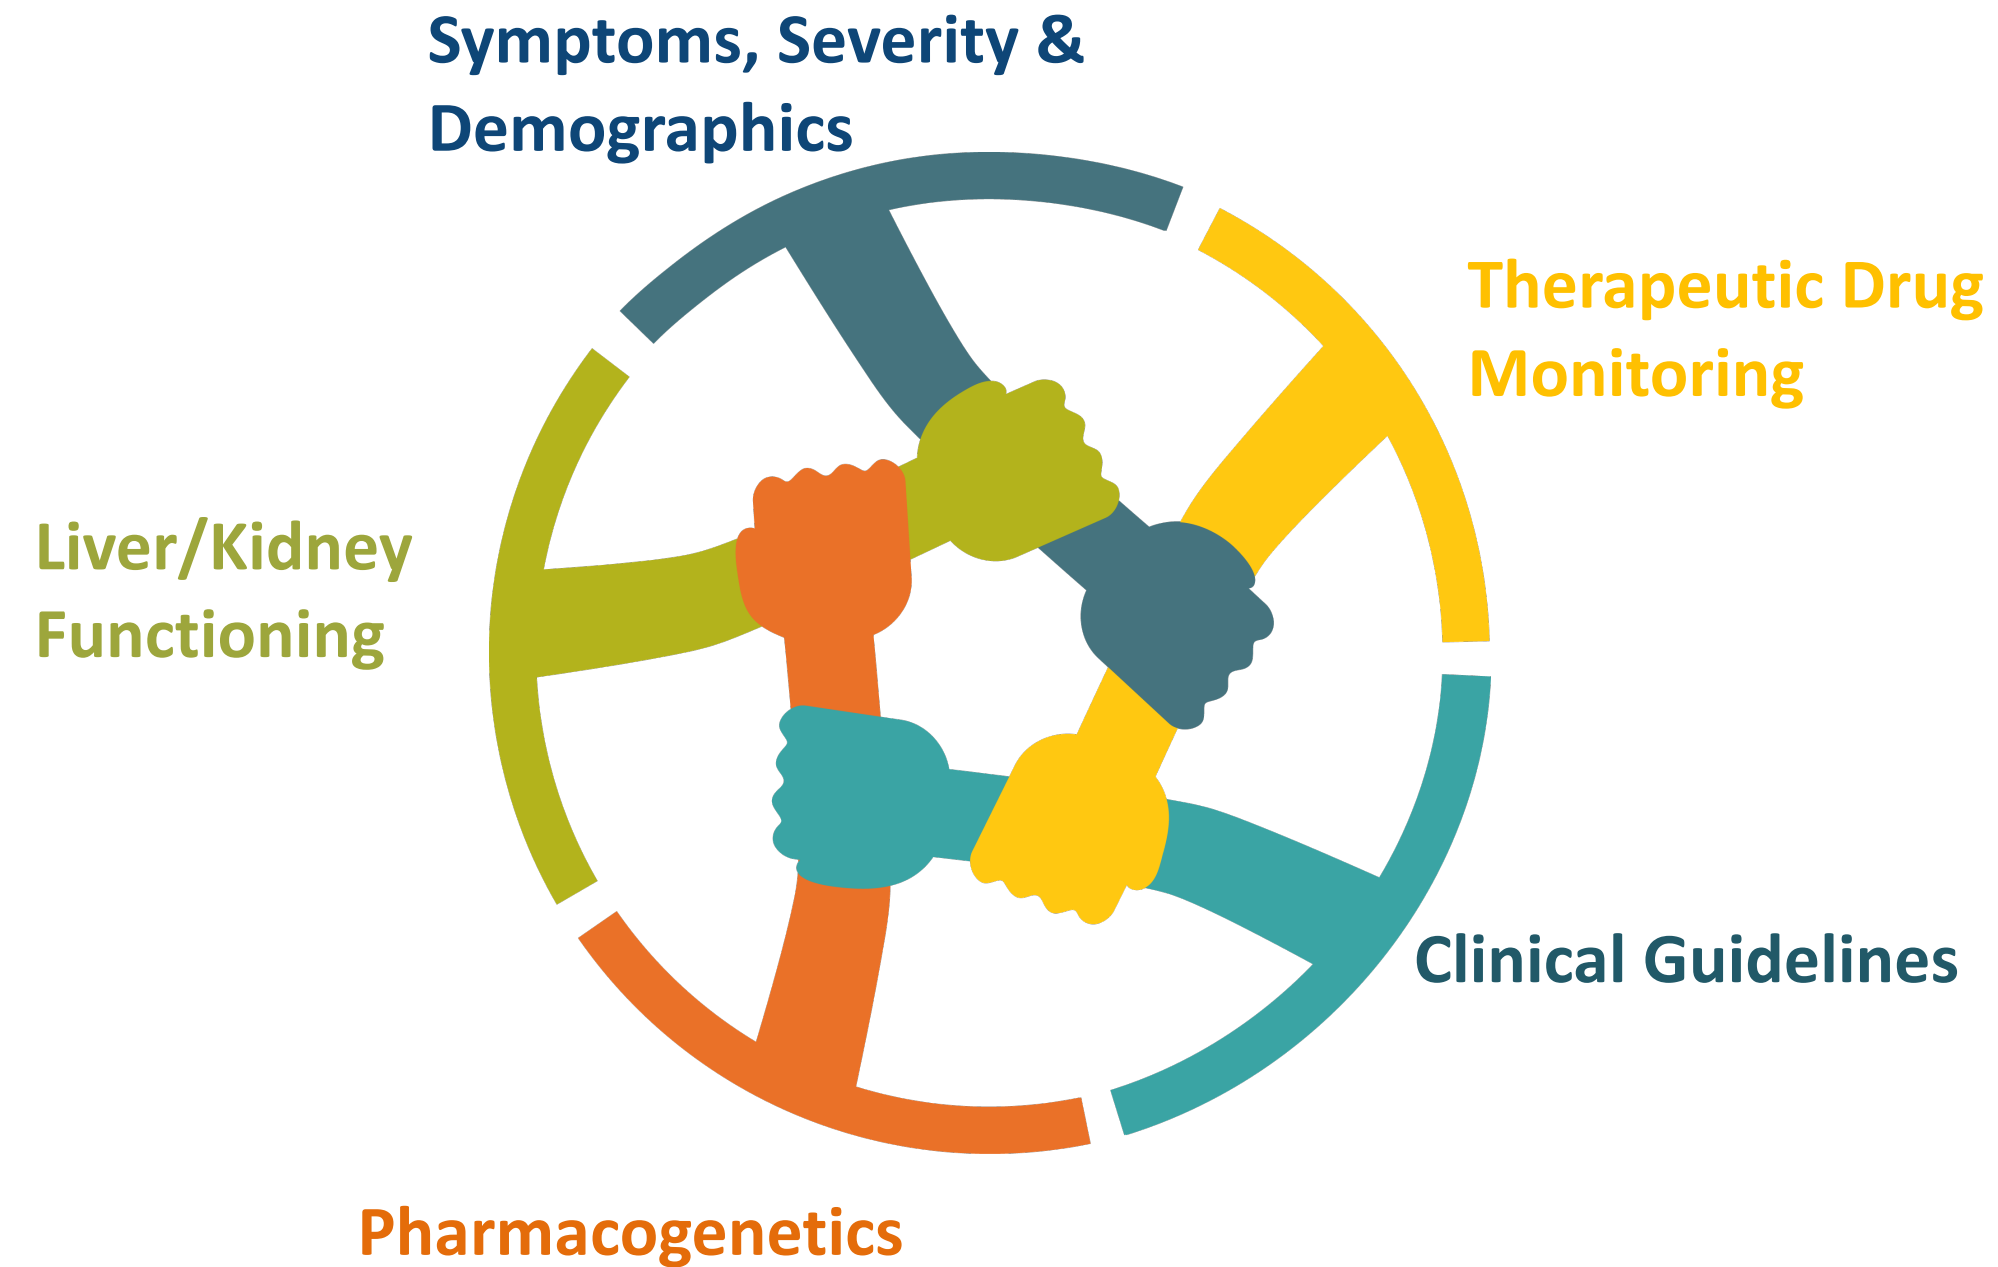 Symptoms, Severity &
Demographics
Therapeutic Drug
Monitoring
Liver/Kidney
Functioning
Clinical Guidelines
Pharmacogenetics